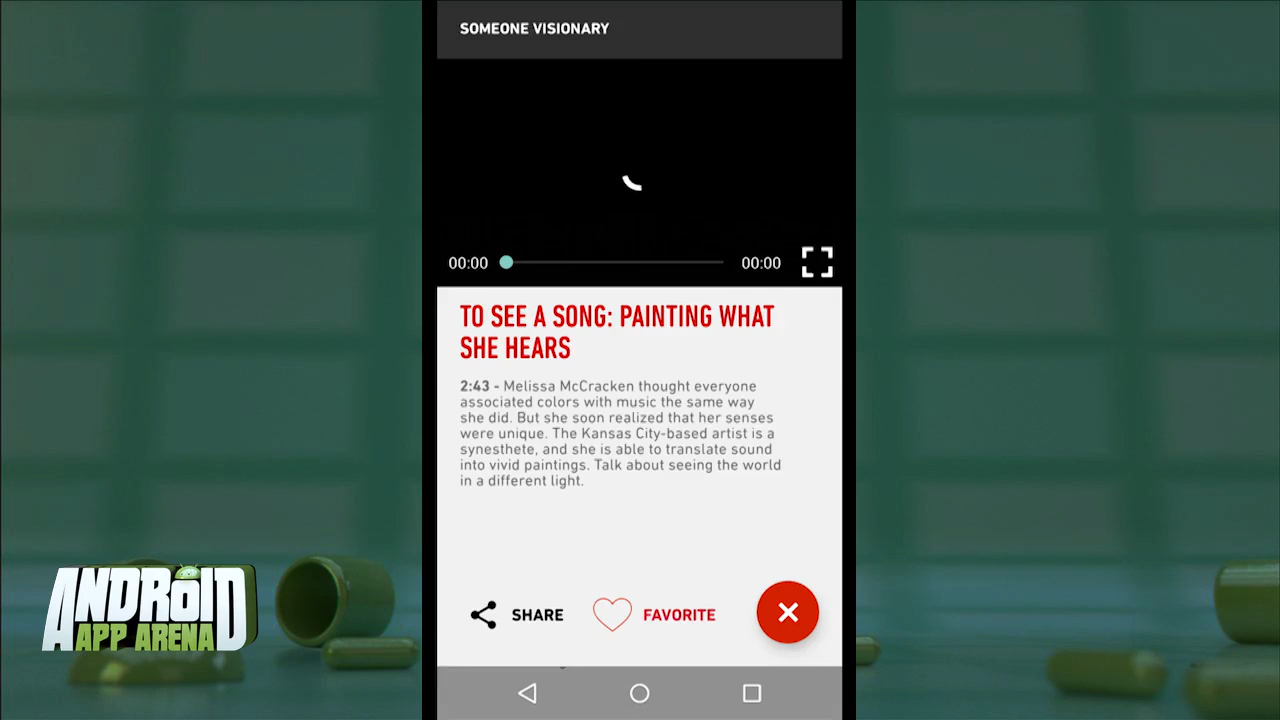 SOMEONE VISIONARY
00:00
00:00
TO SEE A SONG: PAINTING WHAT
SHE HEARS
2:43 - Melissa McCracken thought everyone
associated colors with music the same way
she did. But she soon realized that her senses
were unique. The Kansas City-based artist is a
synesthete, and she is able to translate sound
into vivid paintings. Talk about seeing the world
in a different light.
SHARE
FAVORITE
ANDROID
APP ARENA